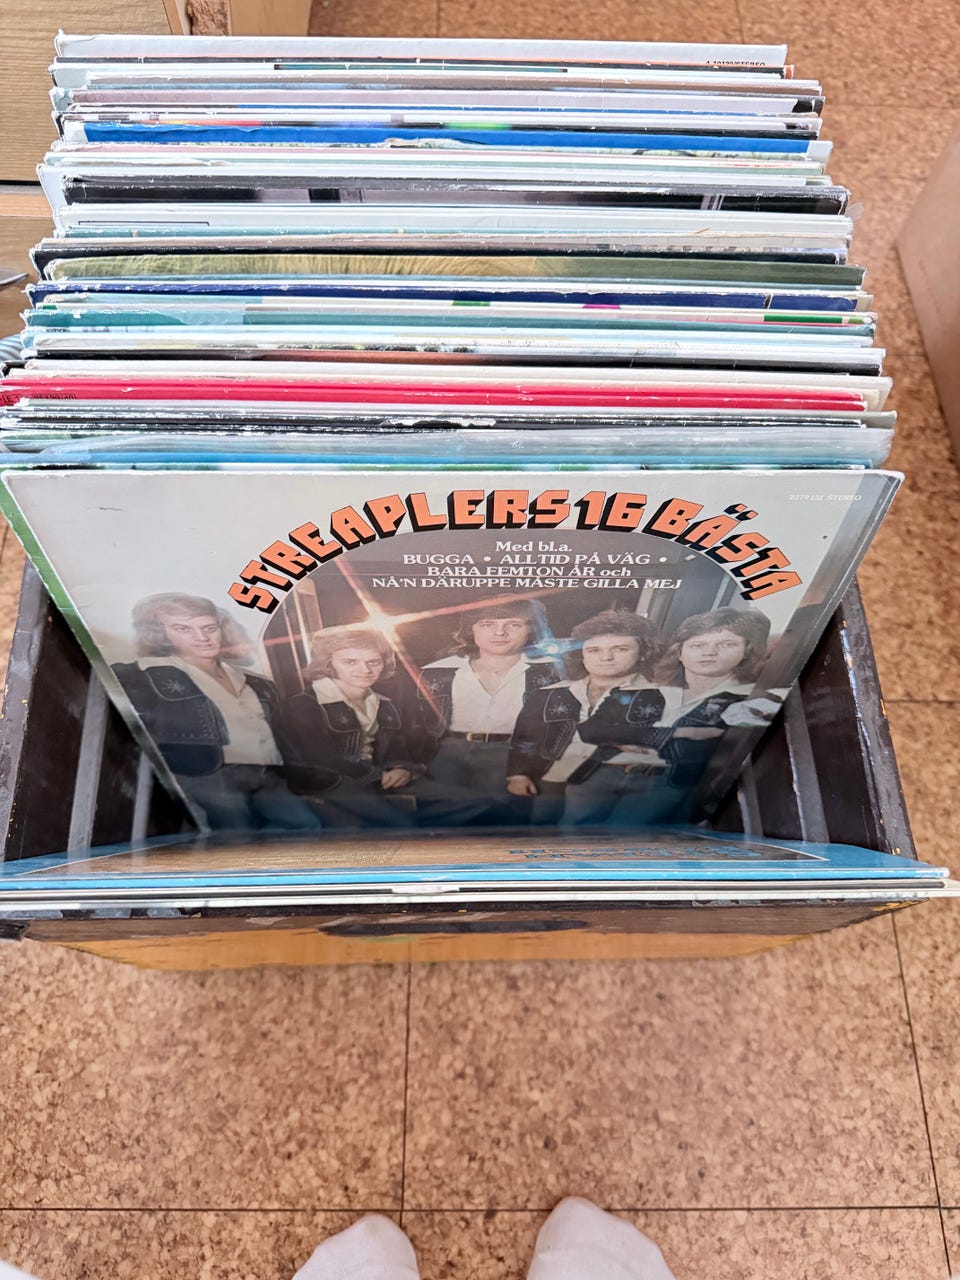 STREAPLERS 16 BÄSTA
2379 131 STEREO
Med bl.a.
BUGGA • ALLTID PÅ VÄG •
BARA FEMTON ÅR och
NÅ'N DÄRUPPE MÅSTE GILLA MEJ